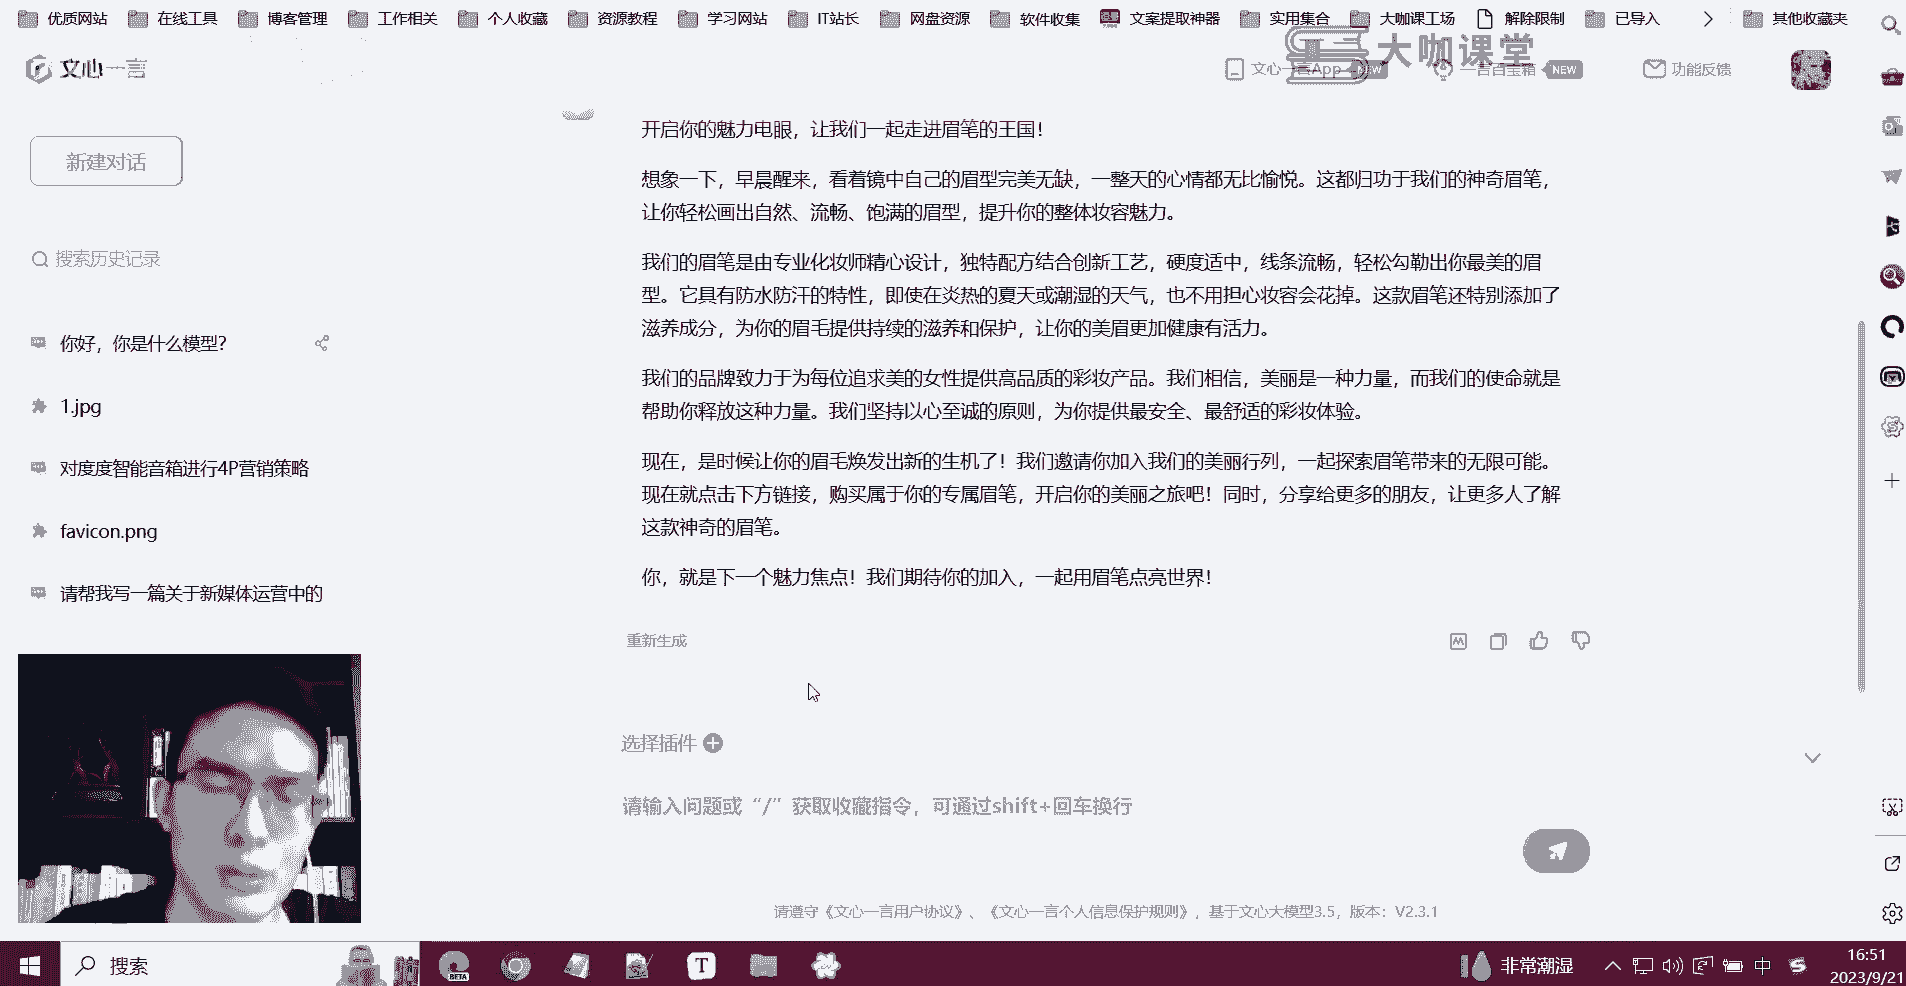 优质网站
在线工具
博客管理
工作相关
个人收藏
资源教程
学习网站
IT站长
网盘资源
软件收集
文案提取神器
实用集合
大咖课工场
解除限制
已导入
其他收藏夹
文心一言
文心一言App
NEW
一言百宝箱
NEW
大咖课堂
功能反馈
新建对话
搜索历史记录
你好，你是什么模型？
1.jpg
对度度智能音箱进行4P营销策略
favicon.png
请帮我写一篇关于新媒体运营中的
开启你的魅力电眼，让我们一起走进眉笔的王国！
想象一下，早晨醒来，看着镜中自己的眉型完美无缺，一整天的心情都无比愉悦。这都归功于我们的神奇眉笔，
让你轻松画出自然、流畅、饱满的眉型，提升你的整体妆容魅力。
我们的眉笔是由专业化妆师精心设计，独特配方结合创新工艺，硬度适中，线条流畅，轻松勾勒出你最美的眉
型。它具有防水防汗的特性，即使在炎热的夏天或潮湿的天气，也不用担心妆容会花掉。这款眉笔还特别添加了
滋养成分，为你的眉毛提供持续的滋养和保护，让你的美眉更加健康有活力。
我们的品牌致力于为每位追求美的女性提供高品质的彩妆产品。我们相信，美丽是一种力量，而我们的使命就是
帮助你释放这种力量。我们坚持以心至诚的原则，为你提供最安全、最舒适的彩妆体验。
现在，是时候让你的眉毛焕发出新的生机了！我们邀请你加入我们的美丽行列，一起探索眉笔带来的无限可能。
现在就点击下方链接，购买属于你的专属眉笔，开启你的美丽之旅吧！同时，分享给更多的朋友，让更多人了解
这款神奇的眉笔。
你，就是下一个魅力焦点！我们期待你的加入，一起用眉笔点亮世界！
重新生成
选择插件
请输入问题或“/”获取收藏指令，可通过shift+回车换行
请遵守《文心一言用户协议》、《文心一言个人信息保护规则》，基于文心大模型3.5，版本：V2.3.1
搜索
BETA
T
非常潮湿
中
16:51
2023/9/21